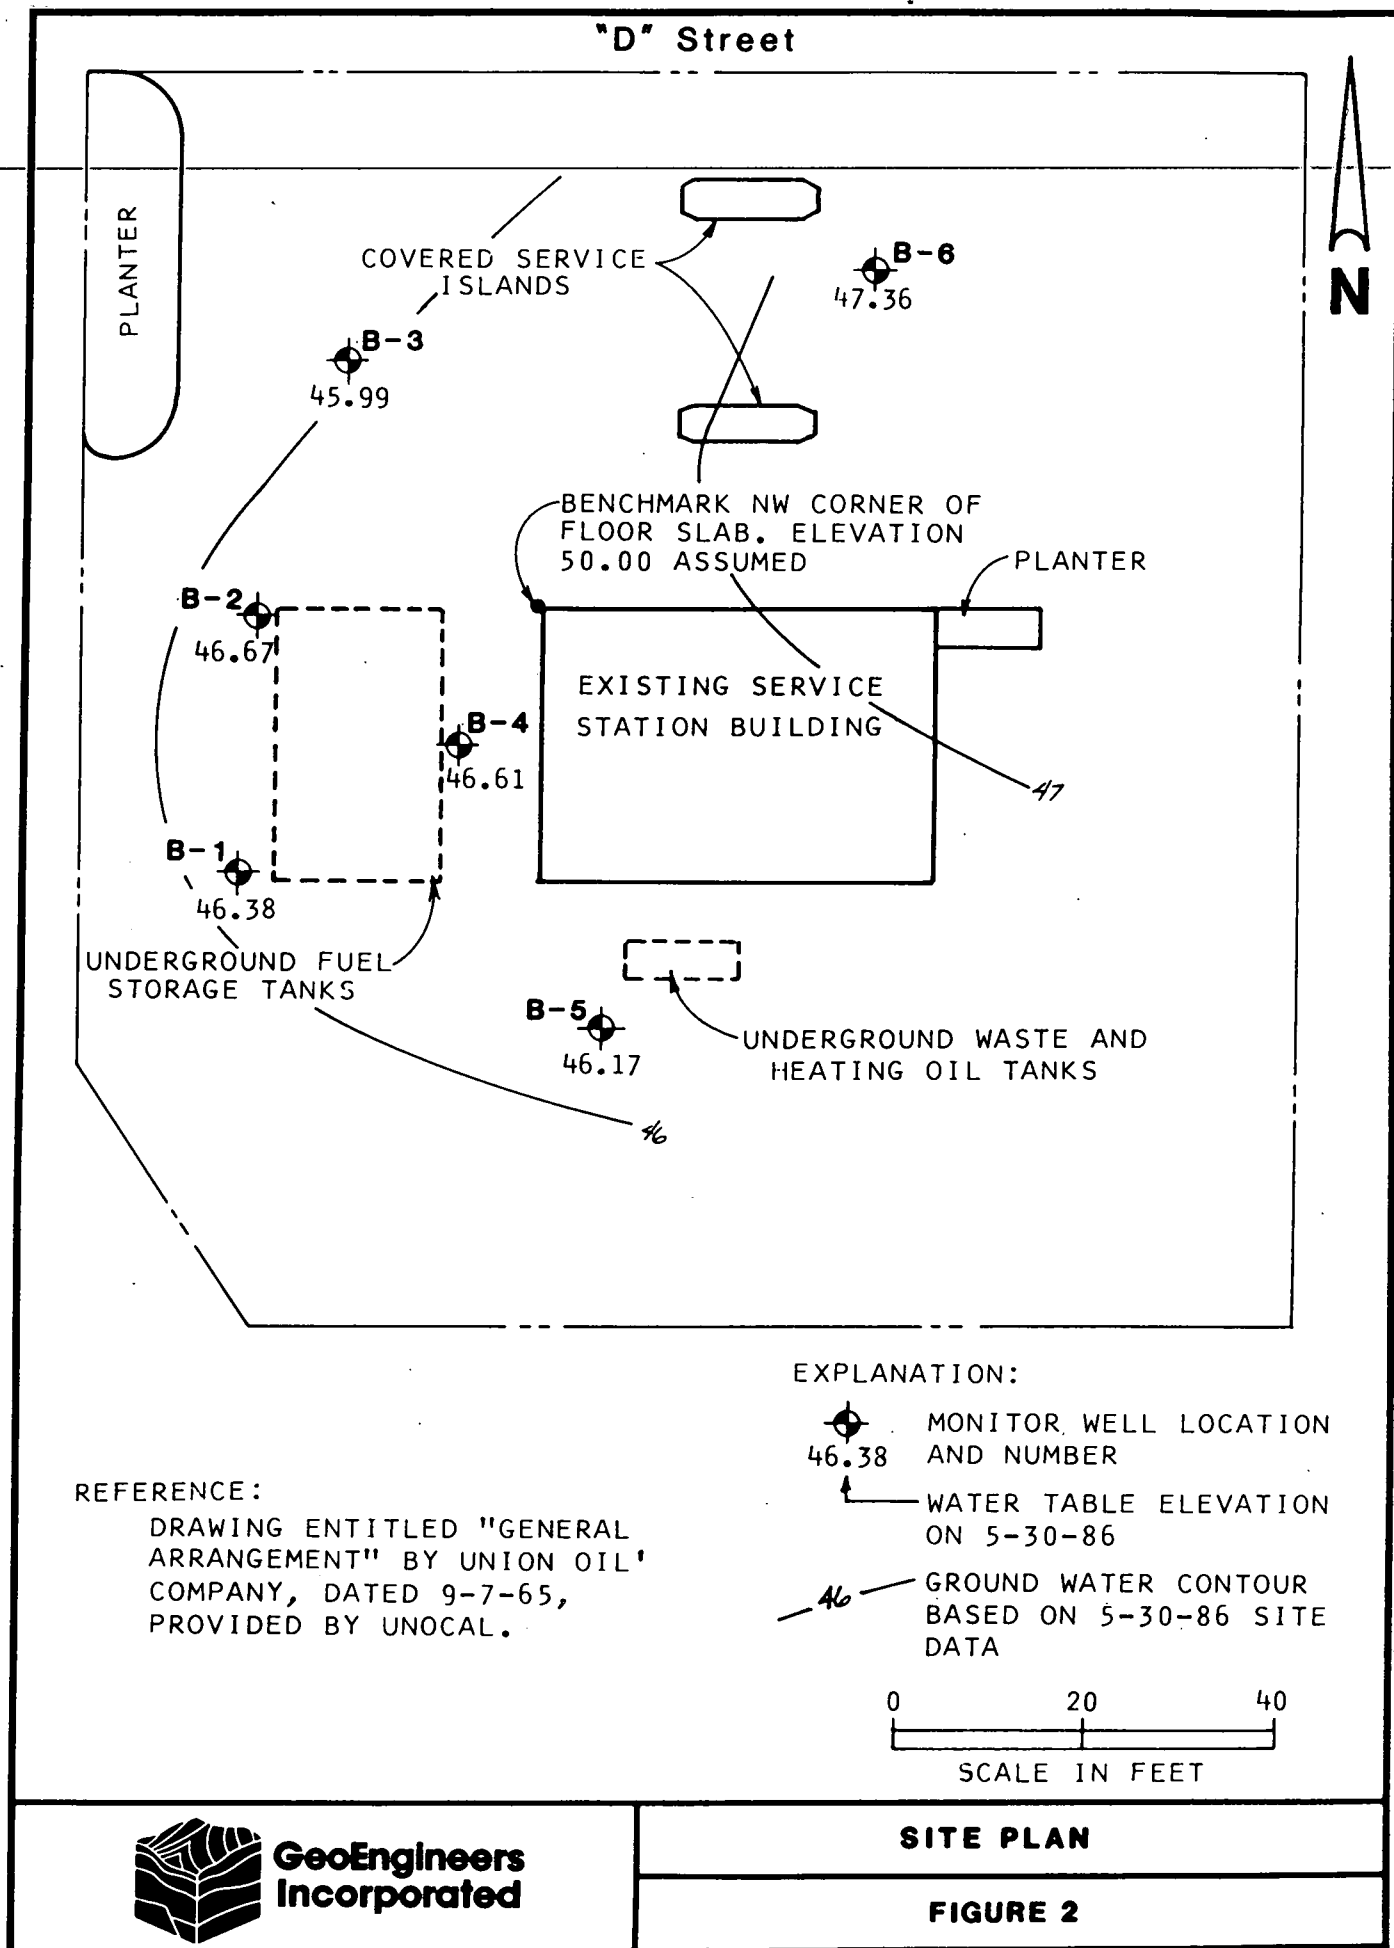 "D" Street
PLANTER
N
COVERED SERVICE
ISLANDS
B-6
47.36
B-3
45.99
BENCHMARK NW CORNER OF
FLOOR SLAB. ELEVATION
50.00 ASSUMED
PLANTER
B-2
46.67
EXISTING SERVICE
STATION BUILDING
B-4
46.61
47
B-1
46.38
UNDERGROUND FUEL
STORAGE TANKS
B-5
46.17
UNDERGROUND WASTE AND
HEATING OIL TANKS
46
EXPLANATION:
MONITOR WELL LOCATION
AND NUMBER
46.38
WATER TABLE ELEVATION
ON 5-30-86
46
GROUND WATER CONTOUR
BASED ON 5-30-86 SITE
DATA
REFERENCE:
DRAWING ENTITLED "GENERAL
ARRANGEMENT" BY UNION OIL'
COMPANY, DATED 9-7-65,
PROVIDED BY UNOCAL.
0 20 40
SCALE IN FEET
GeoEngineers
Incorporated
SITE PLAN
FIGURE 2